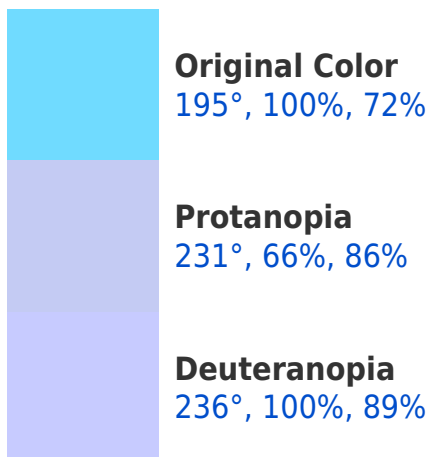 Original Color
195°, 100%, 72%
Protanopia
231°, 66%, 86%
Deuteranopia
236°, 100%, 89%